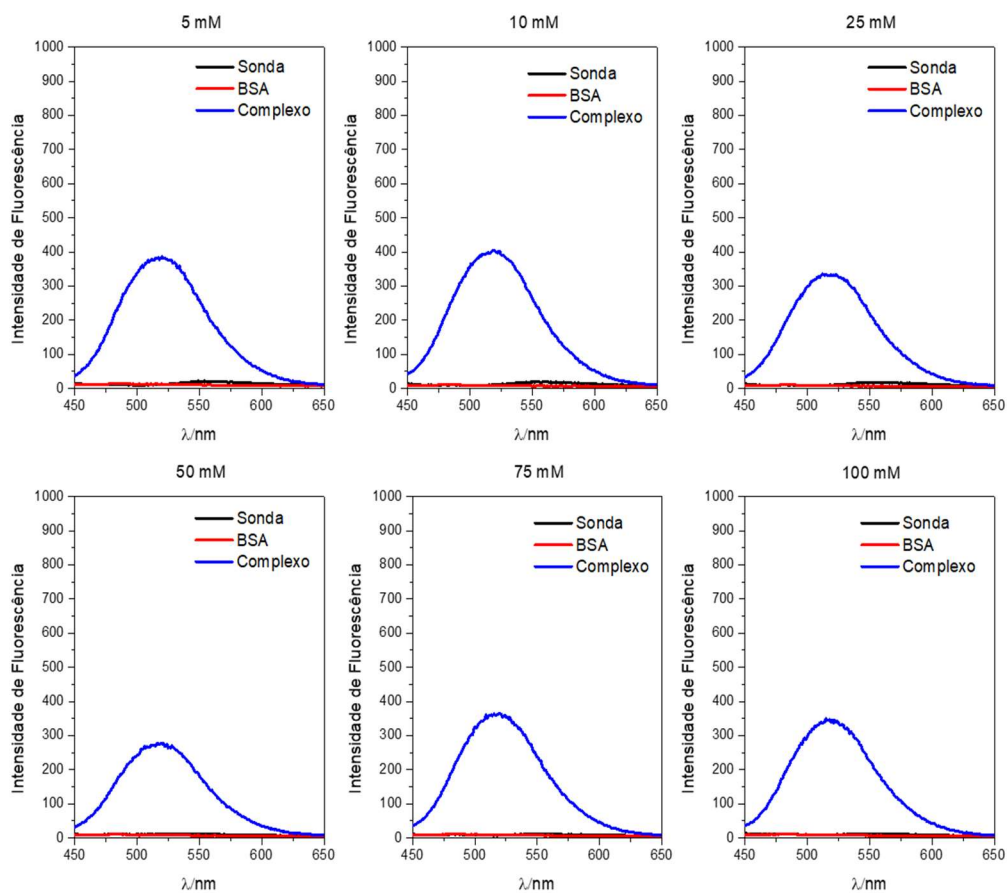 5 mM
1000
900
800
700
600
500
400
300
200
100
0
Intensidade de Fluorescência
Sonda
BSA
Complexo
450 500 550 600 650
λ/nm
10 mM
1000
900
800
700
600
500
400
300
200
100
0
Intensidade de Fluorescência
Sonda
BSA
Complexo
450 500 550 600 650
λ/nm
25 mM
1000
900
800
700
600
500
400
300
200
100
0
Intensidade de Fluorescência
Sonda
BSA
Complexo
450 500 550 600 650
λ/nm
50 mM
1000
900
800
700
600
500
400
300
200
100
0
Intensidade de Fluorescência
Sonda
BSA
Complexo
450 500 550 600 650
λ/nm
75 mM
1000
900
800
700
600
500
400
300
200
100
0
Intensidade de Fluorescência
Sonda
BSA
Complexo
450 500 550 600 650
λ/nm
100 mM
1000
900
800
700
600
500
400
300
200
100
0
Intensidade de Fluorescência
Sonda
BSA
Complexo
450 500 550 600 650
λ/nm